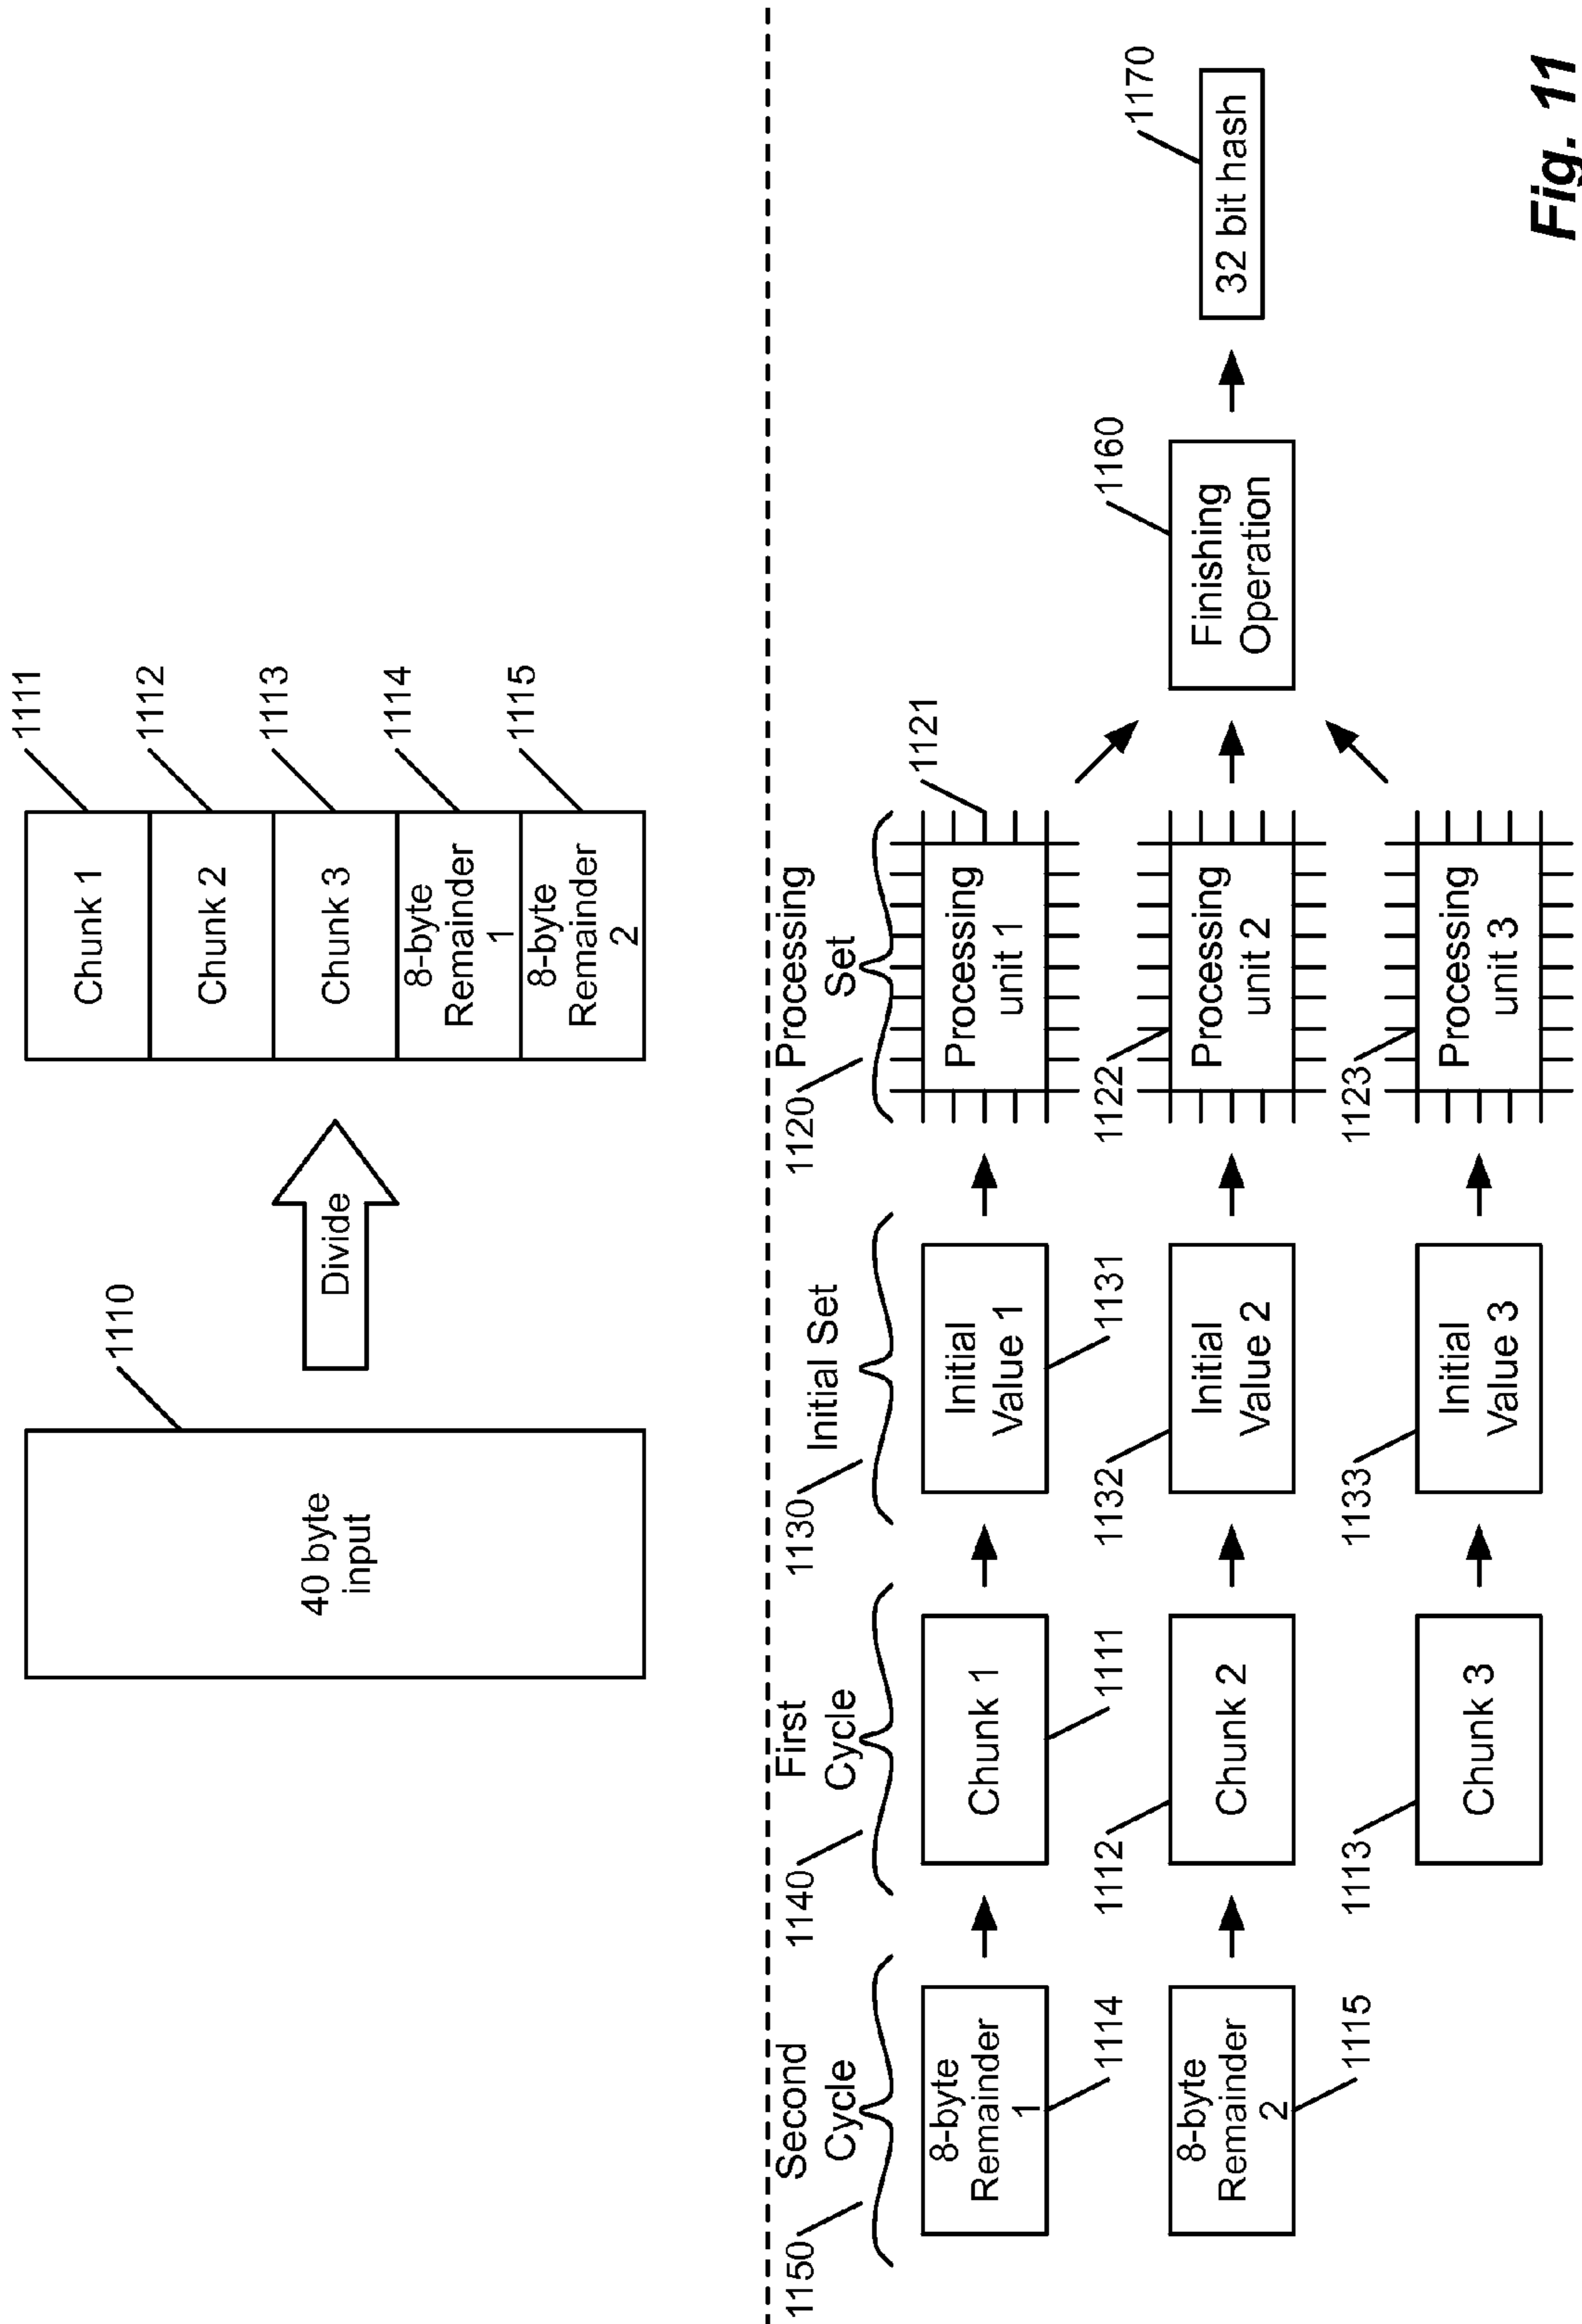 1110
40 byte
input
Divide
1111
Chunk 1
1112
Chunk 2
1113
Chunk 3
1114
8-byte
Remainder
1
1115
8-byte
Remainder
2
1150
Second
Cycle
1140
First
Cycle
1130
Initial Set
1120
Processing
Set
8-byte
Remainder
1
1114
Chunk 1
1111
Initial
Value 1
1131
Processing
unit 1
1121
8-byte
Remainder
2
1115
1112
Chunk 2
1132
Initial
Value 2
1122
Processing
unit 2
1160
Finishing
Operation
1170
32 bit hash
1113
Chunk 3
1133
Initial
Value 3
1123
Processing
unit 3
Fig. 11